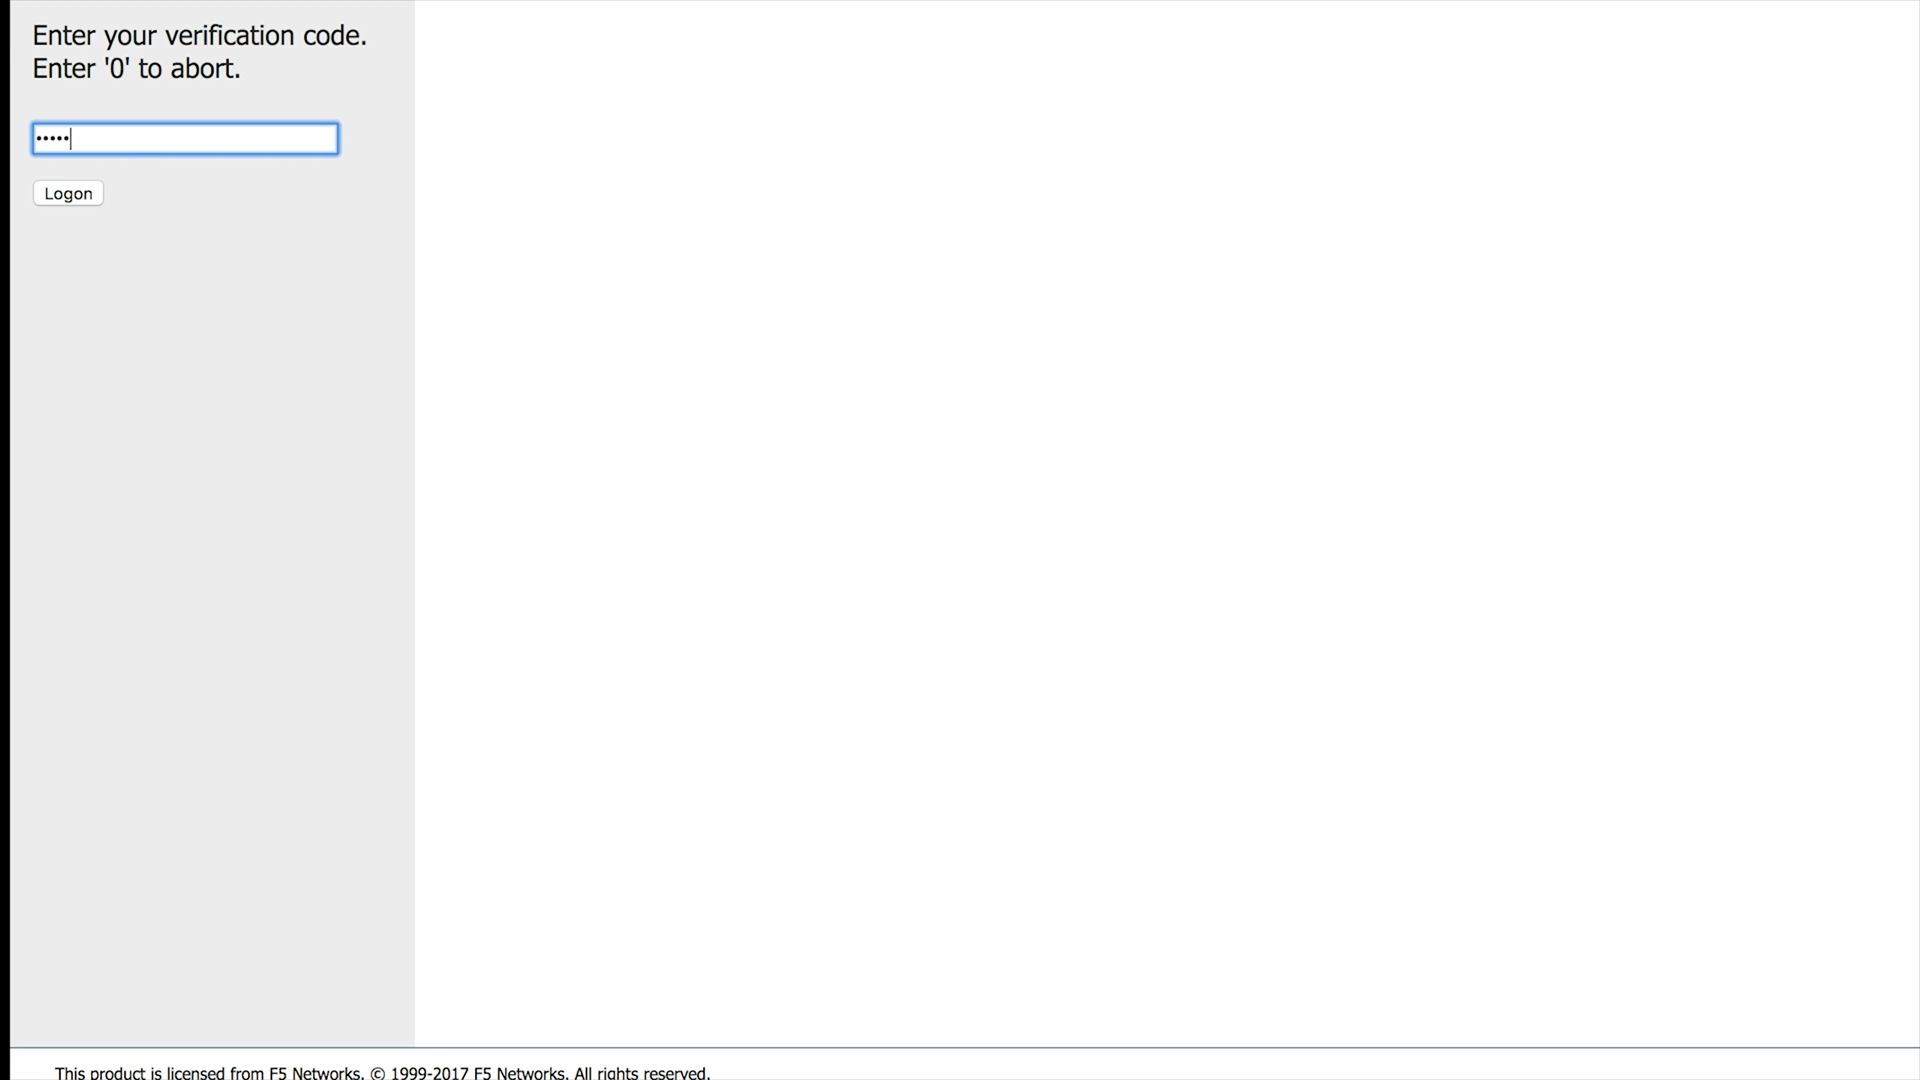 Enter your verification code.
Enter '0' to abort.
•••••
Logon
This product is licensed from F5 Networks. © 1999-2017 F5 Networks. All rights reserved.